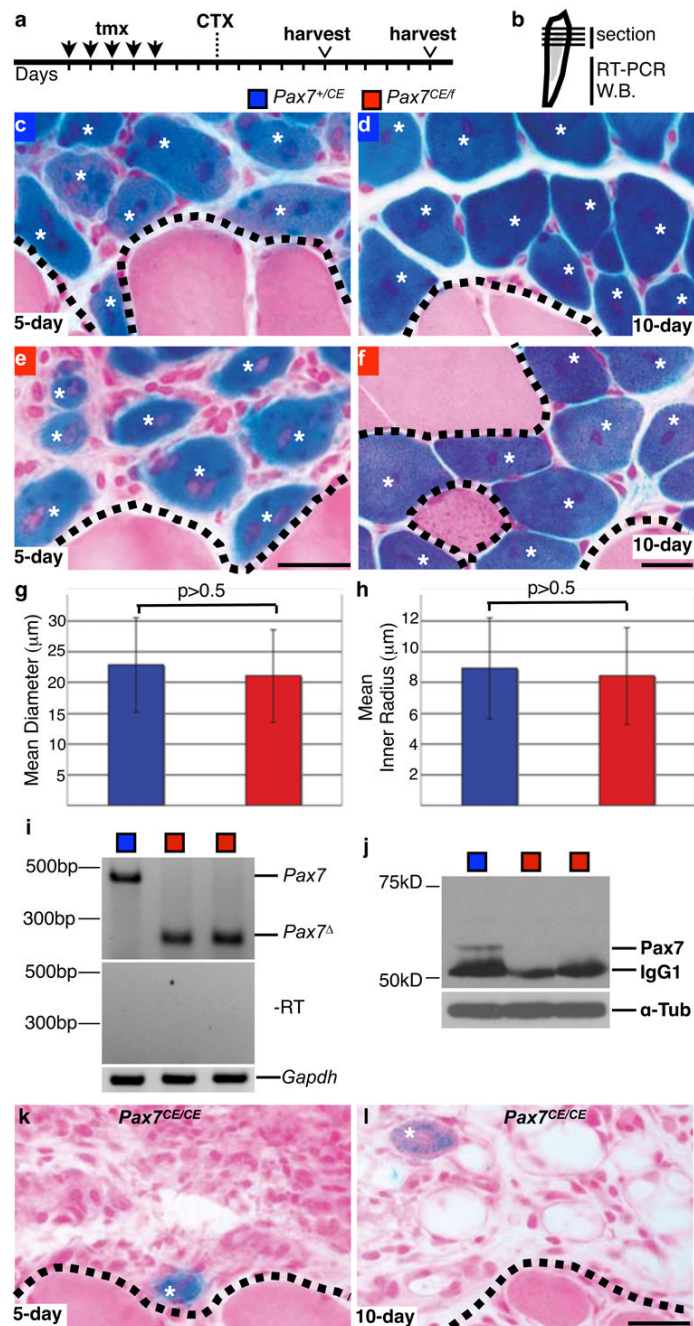 a
tmx
CTX
harvest
harvest
Days
b
section
RT-PCR
W.B.
Pax7+/CE
Pax7CE/f
c
5-day
d
10-day
e
5-day
f
10-day
g
p>0.5
Mean Diameter (μm)
30
25
20
15
10
5
h
p>0.5
Mean
Inner Radius (μm)
12
10
8
6
4
2
i
500bp
Pax7
300bp
Pax7Δ
500bp
-RT
300bp
Gapdh
j
75kD
Pax7
50kD
IgG1
α-Tub
k
Pax7CE/CE
5-day
l
Pax7CE/CE
10-day